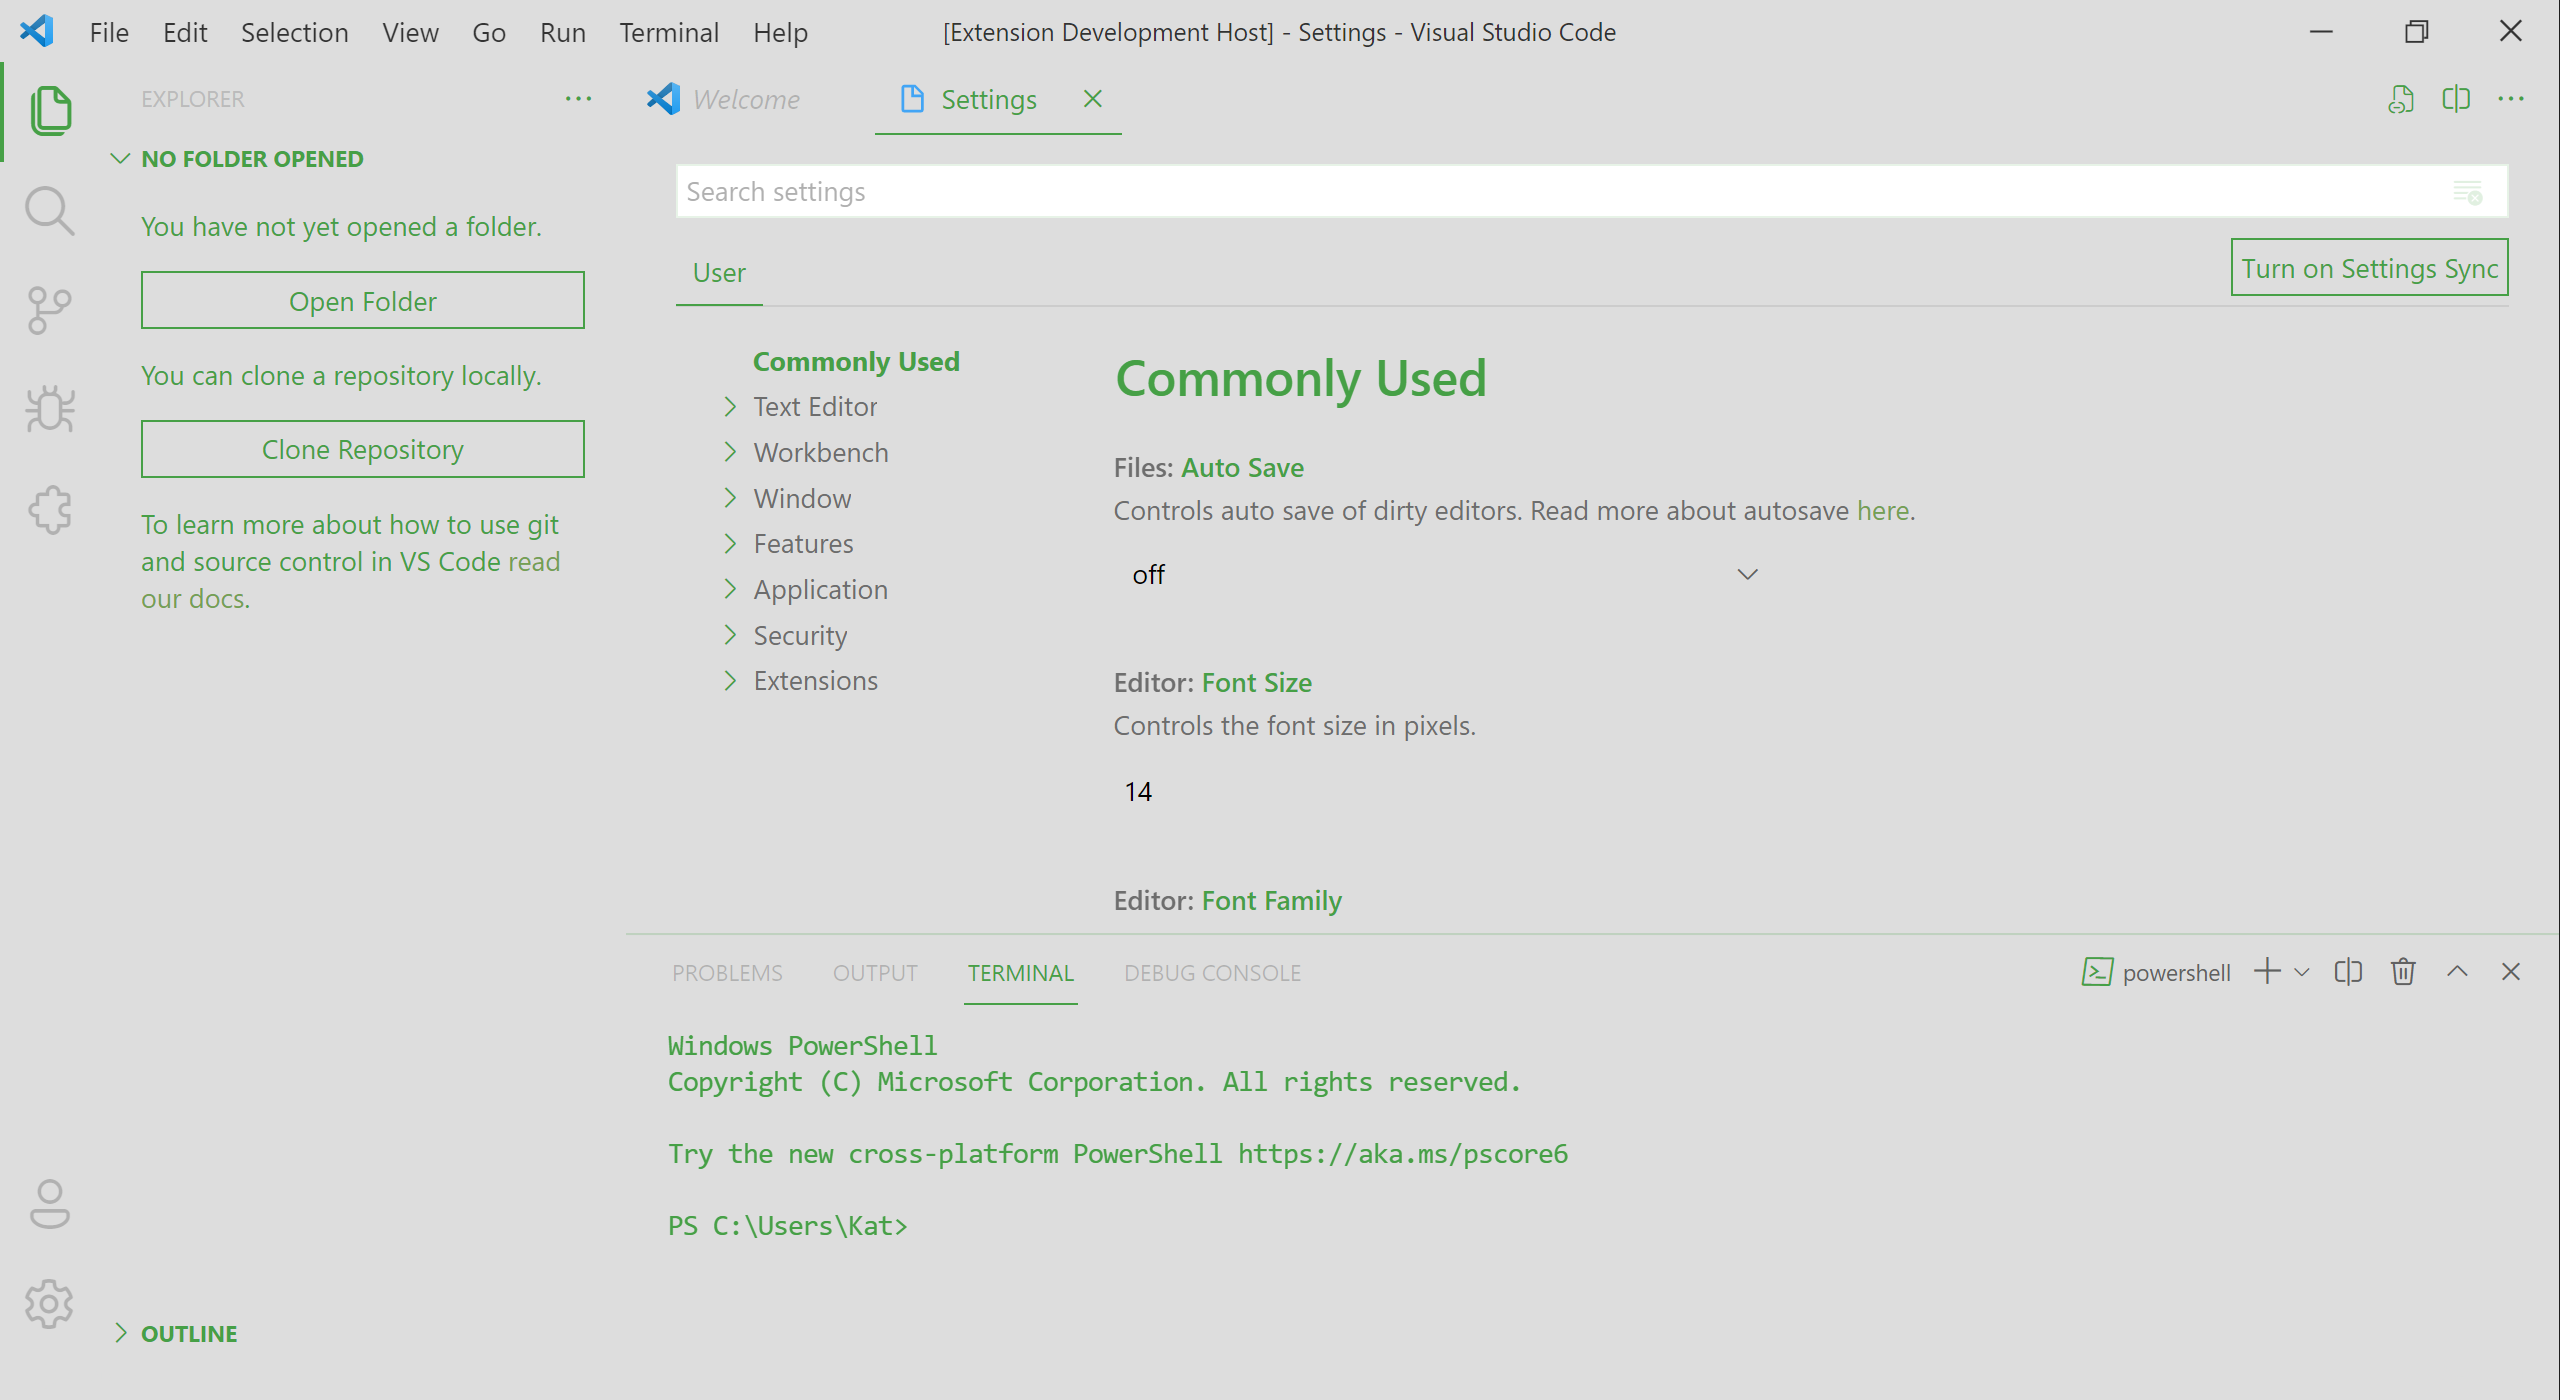 File Edit Selection View Go Run Terminal Help
[Extension Development Host] - Settings - Visual Studio Code
EXPLORER
NO FOLDER OPENED
You have not yet opened a folder.
Open Folder
You can clone a repository locally.
Clone Repository
To learn more about how to use git
and source control in VS Code read
our docs.
OUTLINE
Welcome
Settings
Search settings
User
Turn on Settings Sync
Commonly Used
Text Editor
Workbench
Window
Features
Application
Security
Extensions
Commonly Used
Files: Auto Save
Controls auto save of dirty editors. Read more about autosave here.
off
Editor: Font Size
Controls the font size in pixels.
14
Editor: Font Family
PROBLEMS OUTPUT TERMINAL DEBUG CONSOLE
powershell
Windows PowerShell
Copyright (C) Microsoft Corporation. All rights reserved.
Try the new cross-platform PowerShell https://aka.ms/pscore6
PS C:\Users\Kat>